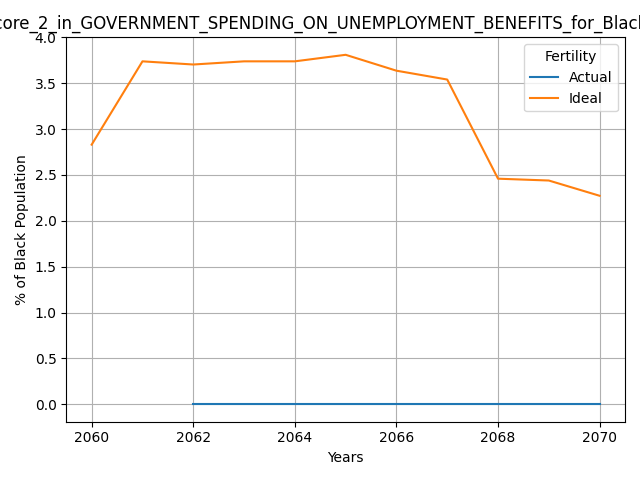 core_2_in_GOVERNMENT_SPENDING_ON_UNEMPLOYMENT_BENEFITS_for_Black
4.0
3.5
3.0
2.5
2.0
1.5
1.0
0.5
0.0
% of Black Population
Fertility
Actual
Ideal
2060 2062 2064 2066 2068 2070
Years